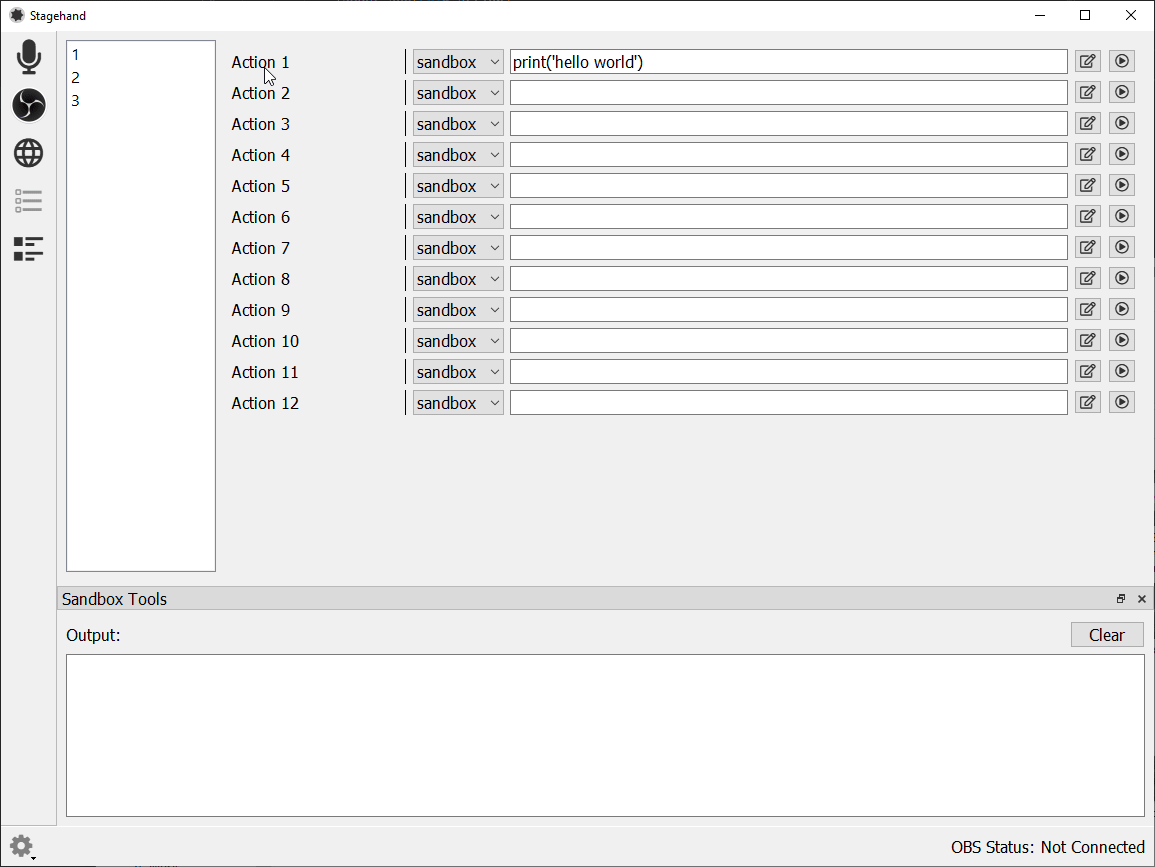 Stagehand
1
2
3
Action 1 sandbox print('hello world')
Action 2 sandbox
Action 3 sandbox
Action 4 sandbox
Action 5 sandbox
Action 6 sandbox
Action 7 sandbox
Action 8 sandbox
Action 9 sandbox
Action 10 sandbox
Action 11 sandbox
Action 12 sandbox
Sandbox Tools
Output: Clear
OBS Status: Not Connected